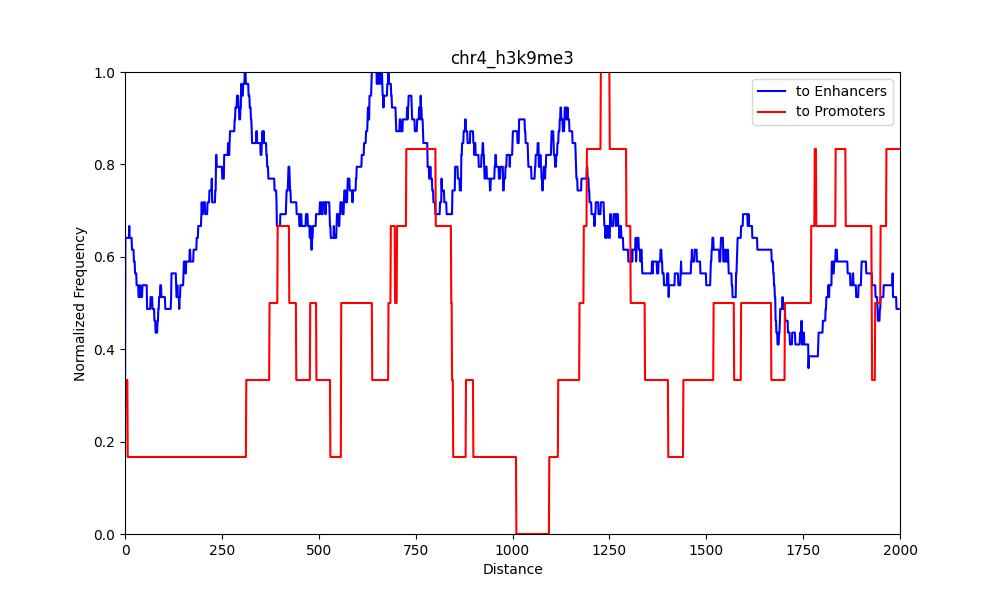 chr4_h3k9me3
to Enhancers
to Promoters
Normalized Frequency
1.0
0.8
0.6
0.4
0.2
0.0
0 250 500 750 1000 1250 1500 1750 2000
Distance